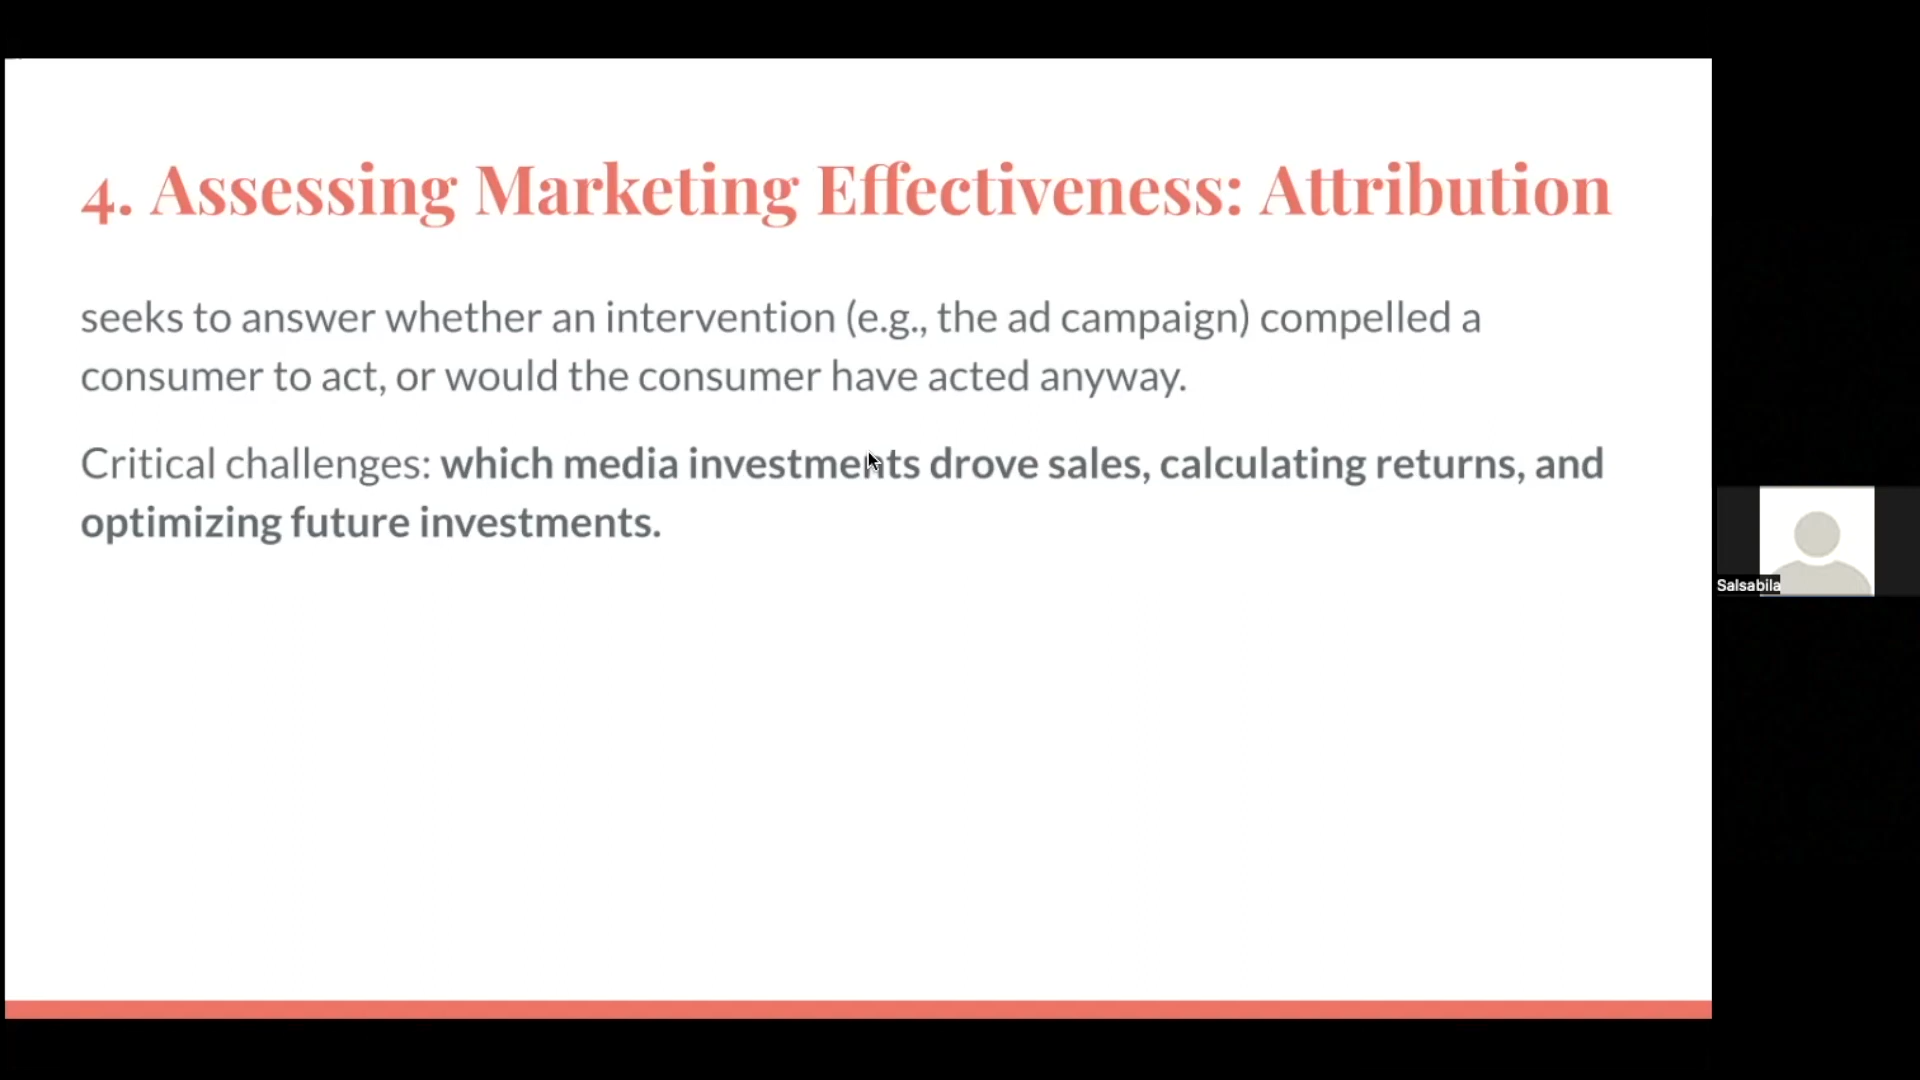 4. Assessing Marketing Effectiveness: Attribution
seeks to answer whether an intervention (e.g., the ad campaign) compelled a
consumer to act, or would the consumer have acted anyway.
Critical challenges: which media investments drove sales, calculating returns, and
optimizing future investments.
Salsabila